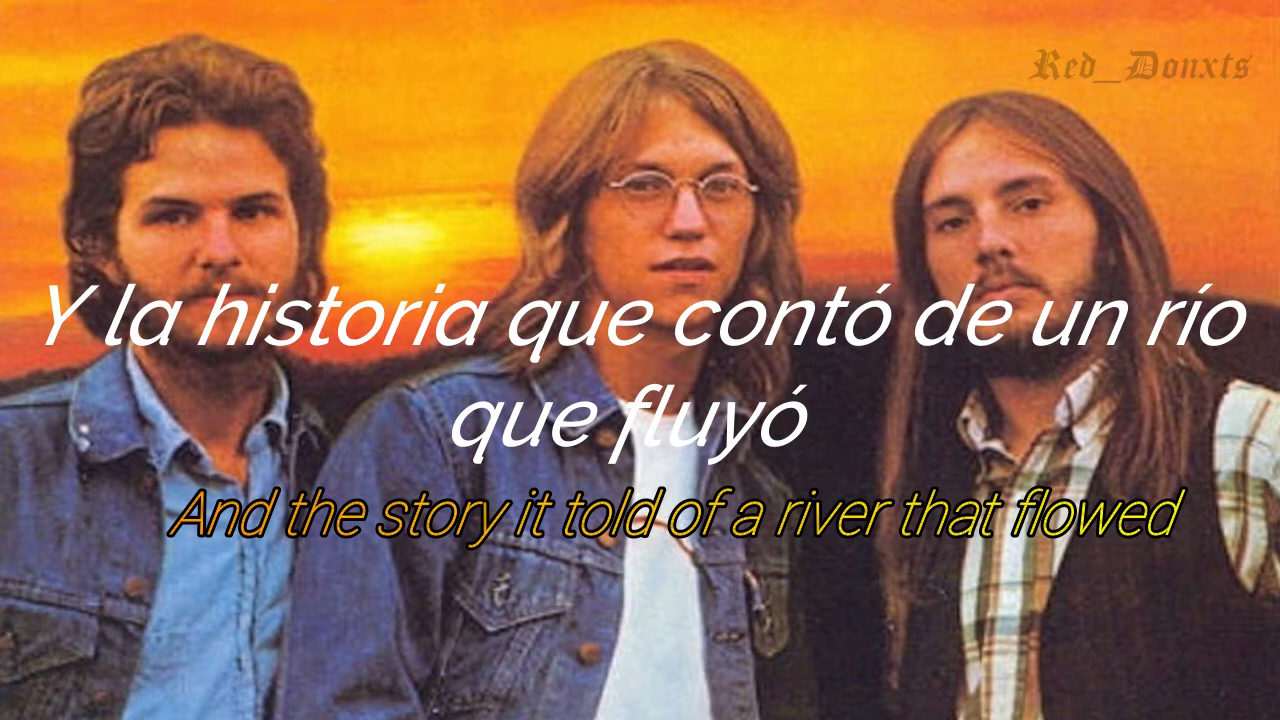 Red_Donxts
Y la historia que contó de un río
que fluyó
And the story it told of a river that flowed